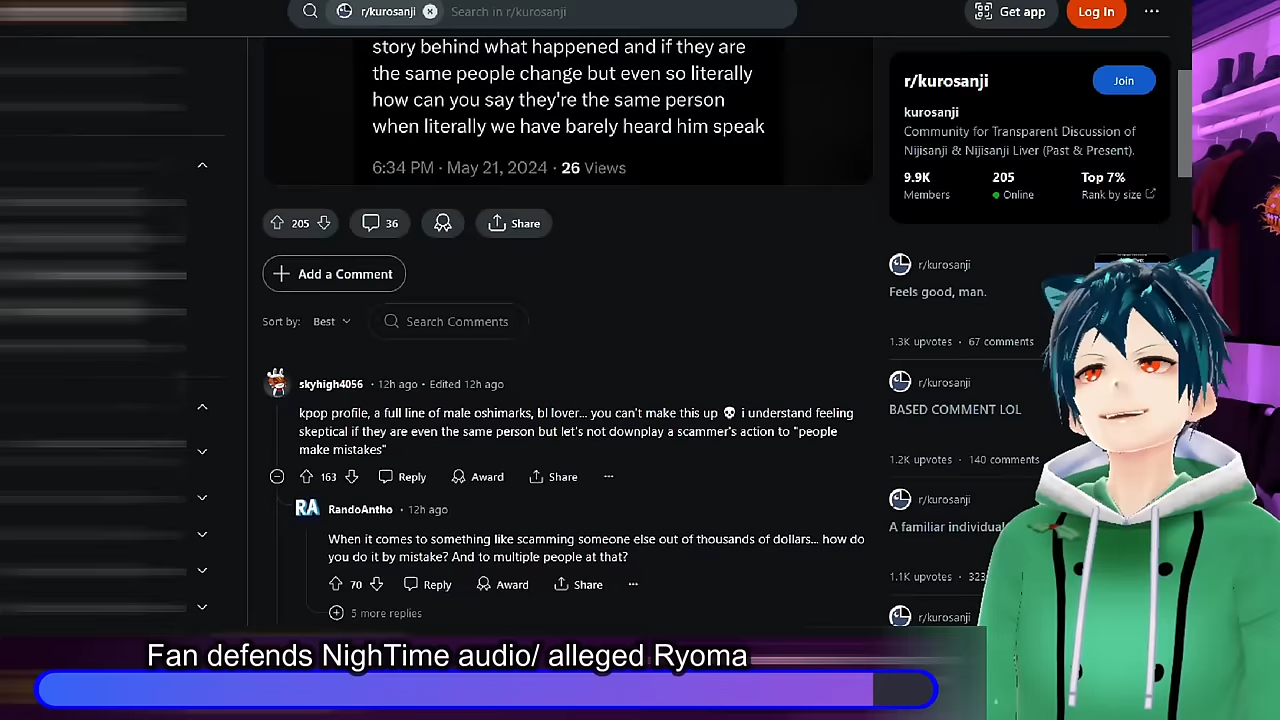 r/kurosanji
Search in r/kurosanji
Get app
Log In
story behind what happened and if they are
the same people change but even so literally
how can you say they're the same person
when literally we have barely heard him speak
6:34 PM · May 21, 2024 · 26 Views
205
36
Share
Add a Comment
Sort by: Best
Search Comments
skyhigh4056 · 12h ago · Edited 12h ago
kpop profile, a full line of male oshimarks, bl lover... you can't make this up 💀 i understand feeling
skeptical if they are even the same person but let's not downplay a scammer's action to "people
make mistakes"
163 Reply Award Share
RA
RandoAntho · 12h ago
When it comes to something like scamming someone else out of thousands of dollars... how do
you do it by mistake? And to multiple people at that?
70 Reply Award Share
5 more replies
r/kurosanji
Join
kurosanji
Community for Transparent Discussion of
Nijisanji & Nijisanji Liver (Past & Present).
9.9K 205 Top 7%
Members Online Rank by size
r/kurosanji
Feels good, man.
1.3K upvotes · 67 comments
r/kurosanji
BASED COMMENT LOL
1.2K upvotes · 140 comments
r/kurosanji
A familiar individual
1.1K upvotes · 323
r/kurosanji
Fan defends NighTime audio/ alleged Ryoma